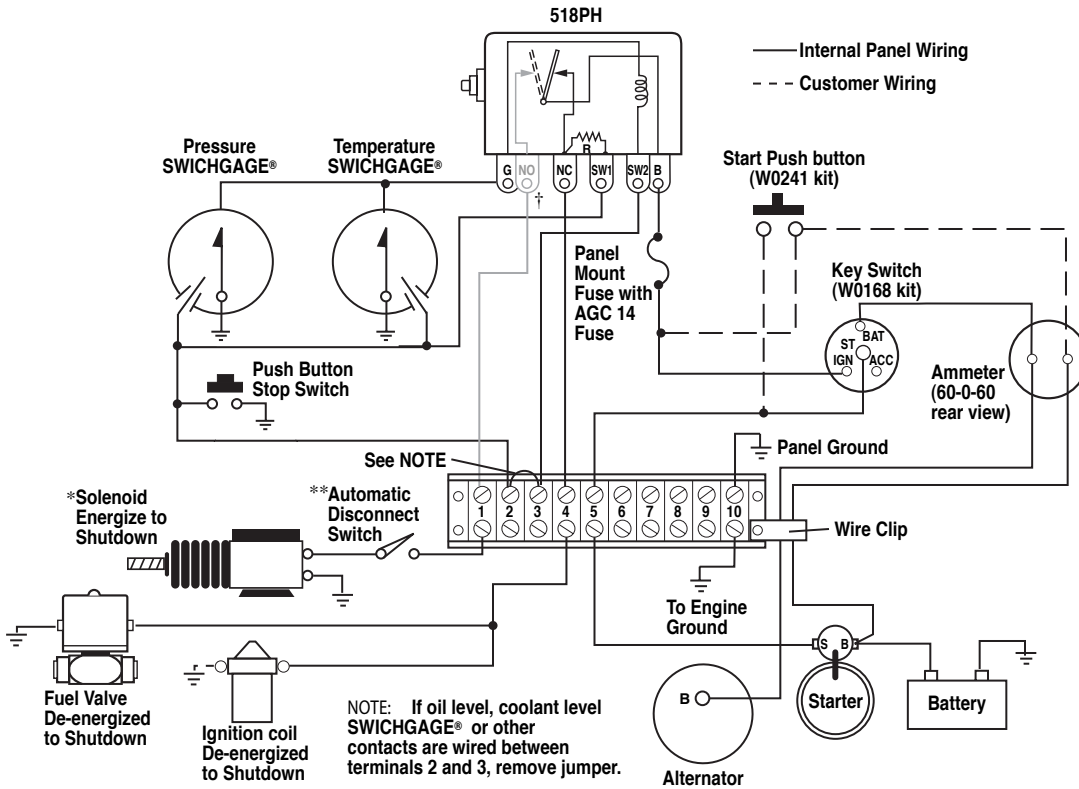 518PH
Internal Panel Wiring
Customer Wiring
Pressure
SWICHGAGE®
Temperature
SWICHGAGE®
R
G NO NC SW1 SW2 B
†
Start Push button
(W0241 kit)
Panel
Mount
Fuse with
AGC 14
Fuse
Key Switch
(W0168 kit)
BAT
ST
IGN
ACC
Ammeter
(60-0-60
rear view)
Push Button
Stop Switch
See NOTE
Panel Ground
*Solenoid
Energize to
Shutdown
**Automatic
Disconnect
Switch
1 2 3 4 5 6 7 8 9 10
Wire Clip
To Engine
Ground
Fuel Valve
De-energized
to Shutdown
Ignition coil
De-energized
to Shutdown
NOTE: If oil level, coolant level
SWICHGAGE® or other
contacts are wired between
terminals 2 and 3, remove jumper.
B
Alternator
S B
Starter
Battery